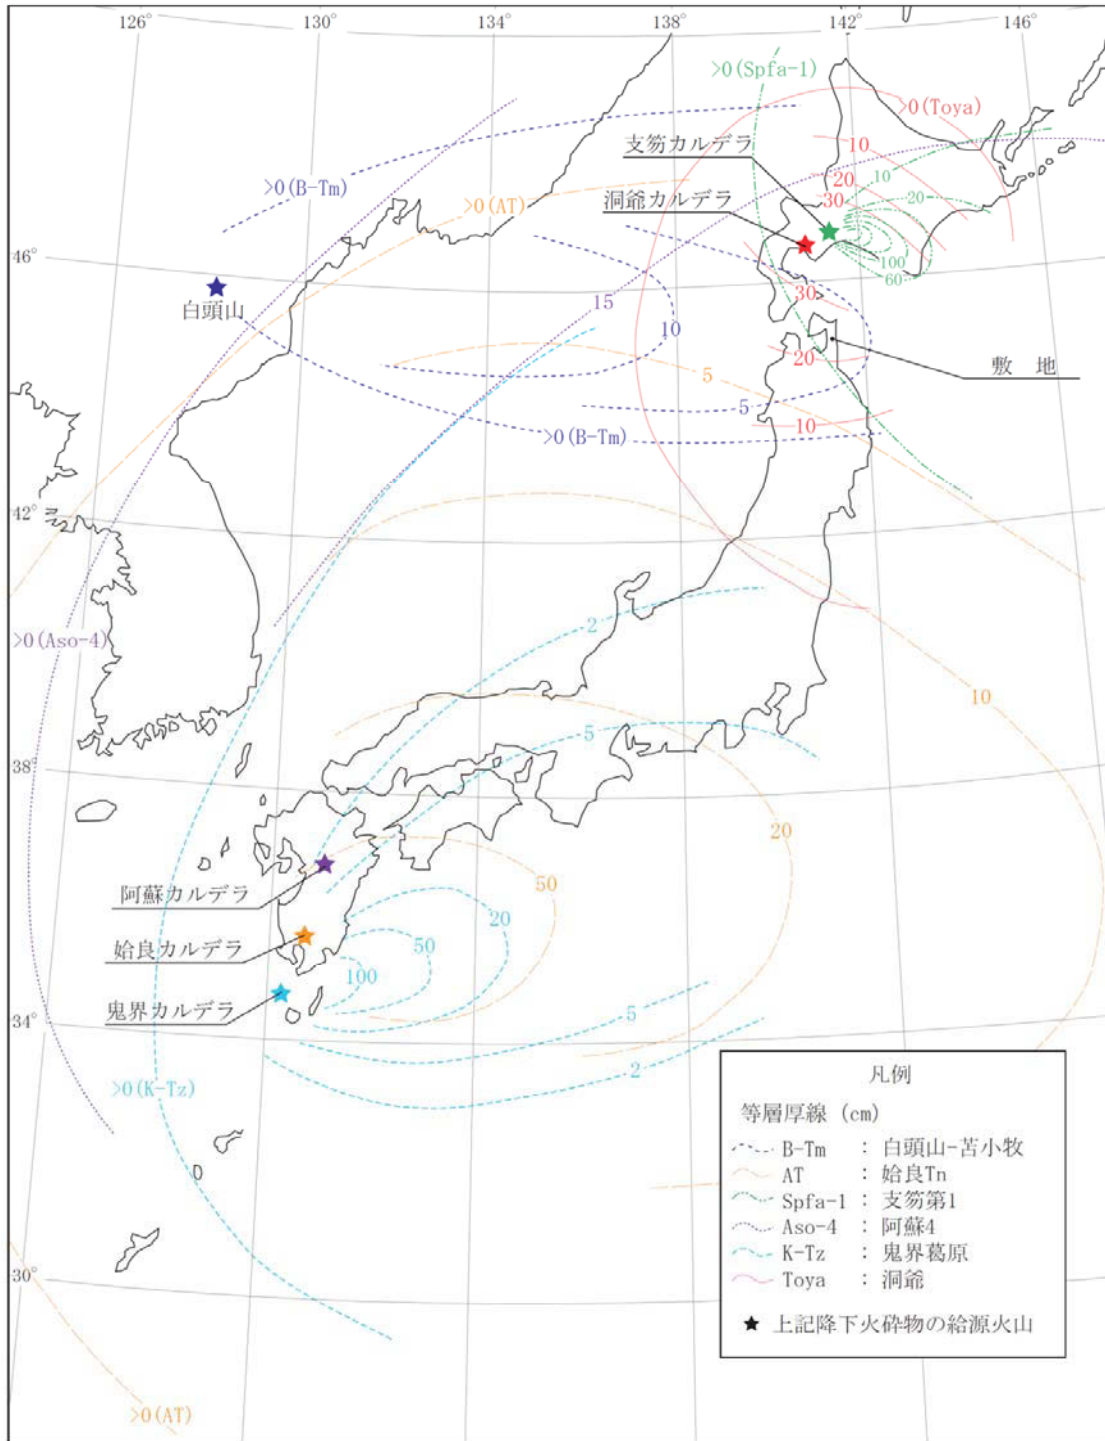 126°
130°
134°
138°
142°
146°
>0(Spfa-1)
>0(Toya)
支笏カルデラ
10
>0(B-Tm)
20
10
20
>0(AT)
洞爺カルデラ
30
100
60
46°
白頭山
15
30
10
5
20
敷 地
5
10
>0(B-Tm)
42°
>0(Aso-4)
2
10
5
38°
20
阿蘇カルデラ
50
20
始良カルデラ
50
100
鬼界カルデラ
34°
5
2
>0(K-Tz)
30°
>0(AT)
凡例
等層厚線 (cm)
B-Tm : 白頭山-苫小牧
AT : 姶良Tn
Spfa-1 : 支笏第1
Aso-4 : 阿蘇4
K-Tz : 鬼界葛原
Toya : 洞爺
★ 上記降下火砕物の給源火山